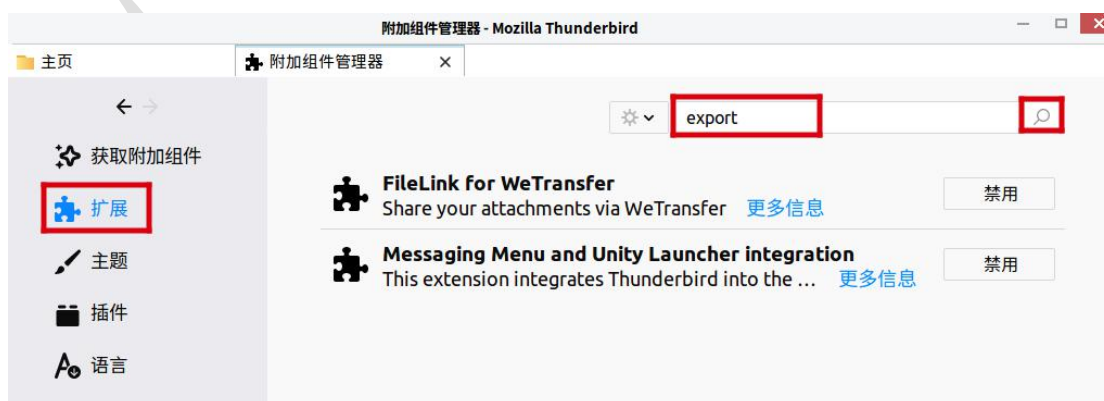 附加组件管理器 - Mozilla Thunderbird
主页
附加组件管理器
export
获取附加组件
扩展
主题
插件
语言
FileLink for WeTransfer
Share your attachments via WeTransfer 更多信息
禁用
Messaging Menu and Unity Launcher integration
This extension integrates Thunderbird into the … 更多信息
禁用